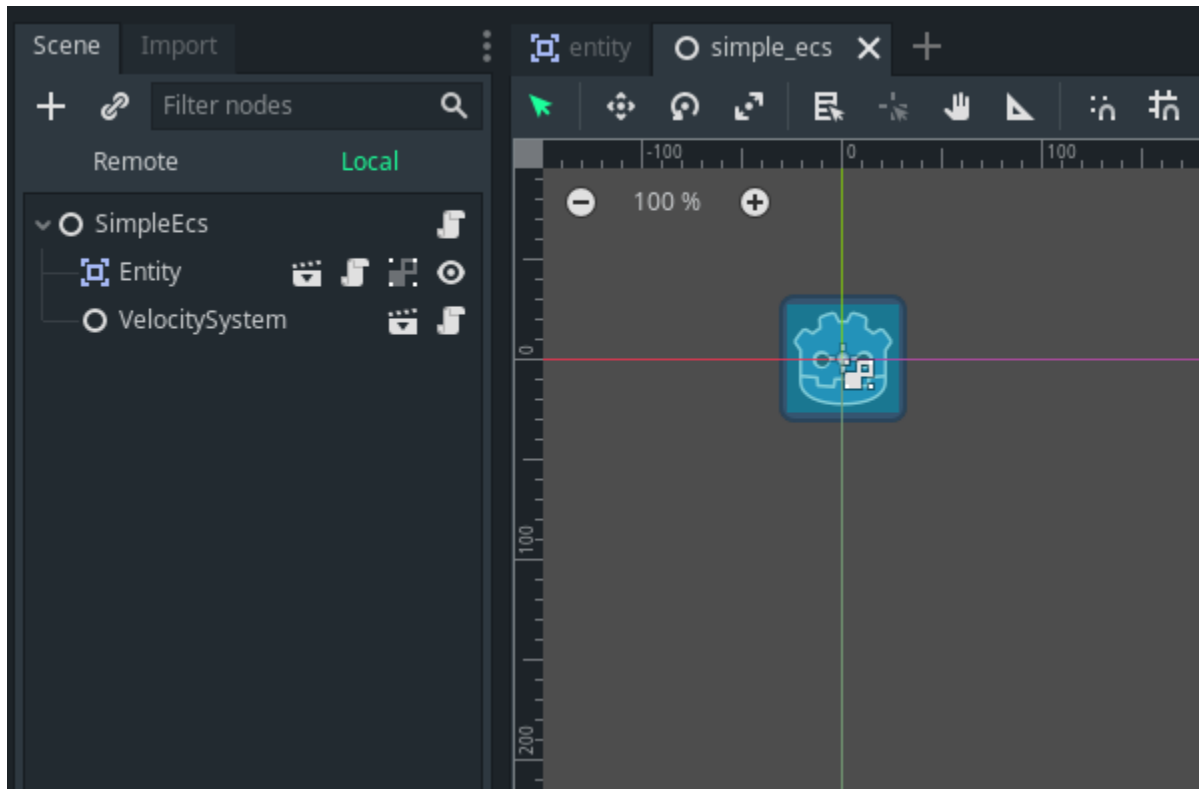 Scene Import
entity simple_ecs
Filter nodes
Remote Local
-100 0 100
100 %
SimpleEcs
Entity
VelocitySystem
0
100
200